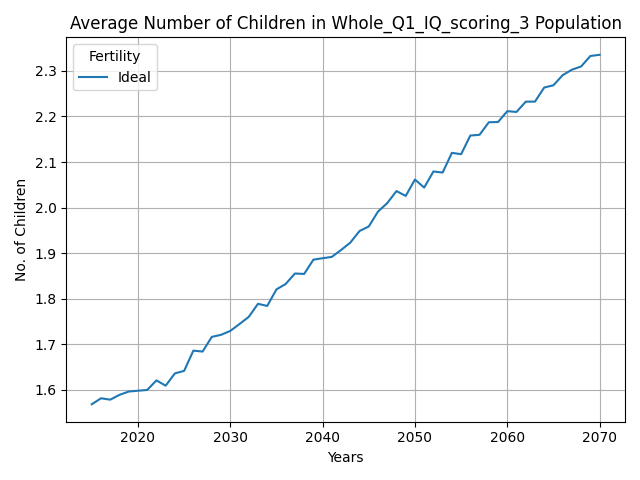 Average Number of Children in Whole_Q1_IQ_scoring_3 Population
Fertility
Ideal
No. of Children
2.3
2.2
2.1
2.0
1.9
1.8
1.7
1.6
2020 2030 2040 2050 2060 2070
Years